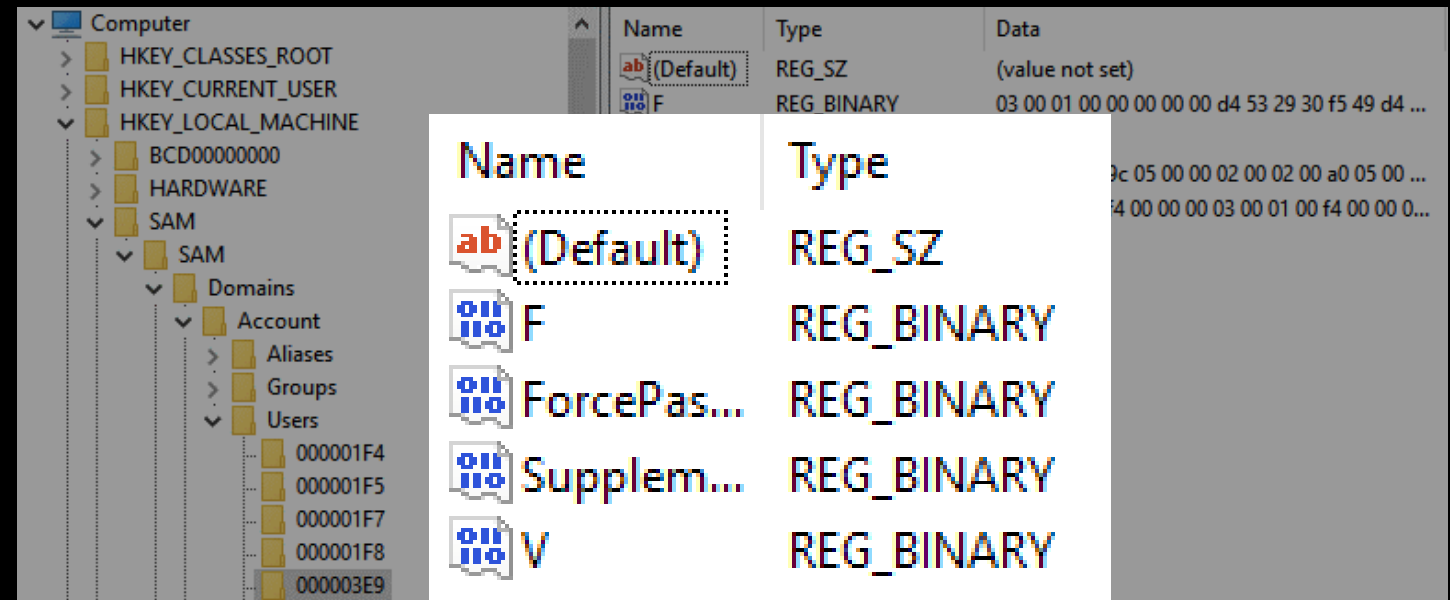 Computer
HKEY_CLASSES_ROOT
HKEY_CURRENT_USER
HKEY_LOCAL_MACHINE
BCD00000000
HARDWARE
SAM
SAM
Domains
Account
Aliases
Groups
Users
000001F4
000001F5
000001F7
000001F8
000003E9
Name Type Data
(Default) REG_SZ (value not set)
F REG_BINARY 03 00 01 00 00 00 00 00 d4 53 29 30 f5 49 d4 ...
05 00 00 02 00 02 00 a0 05 00 ...
00 00 00 03 00 01 00 f4 00 00 0...
Name Type
(Default) REG_SZ
F REG_BINARY
ForcePas... REG_BINARY
Supplem... REG_BINARY
V REG_BINARY